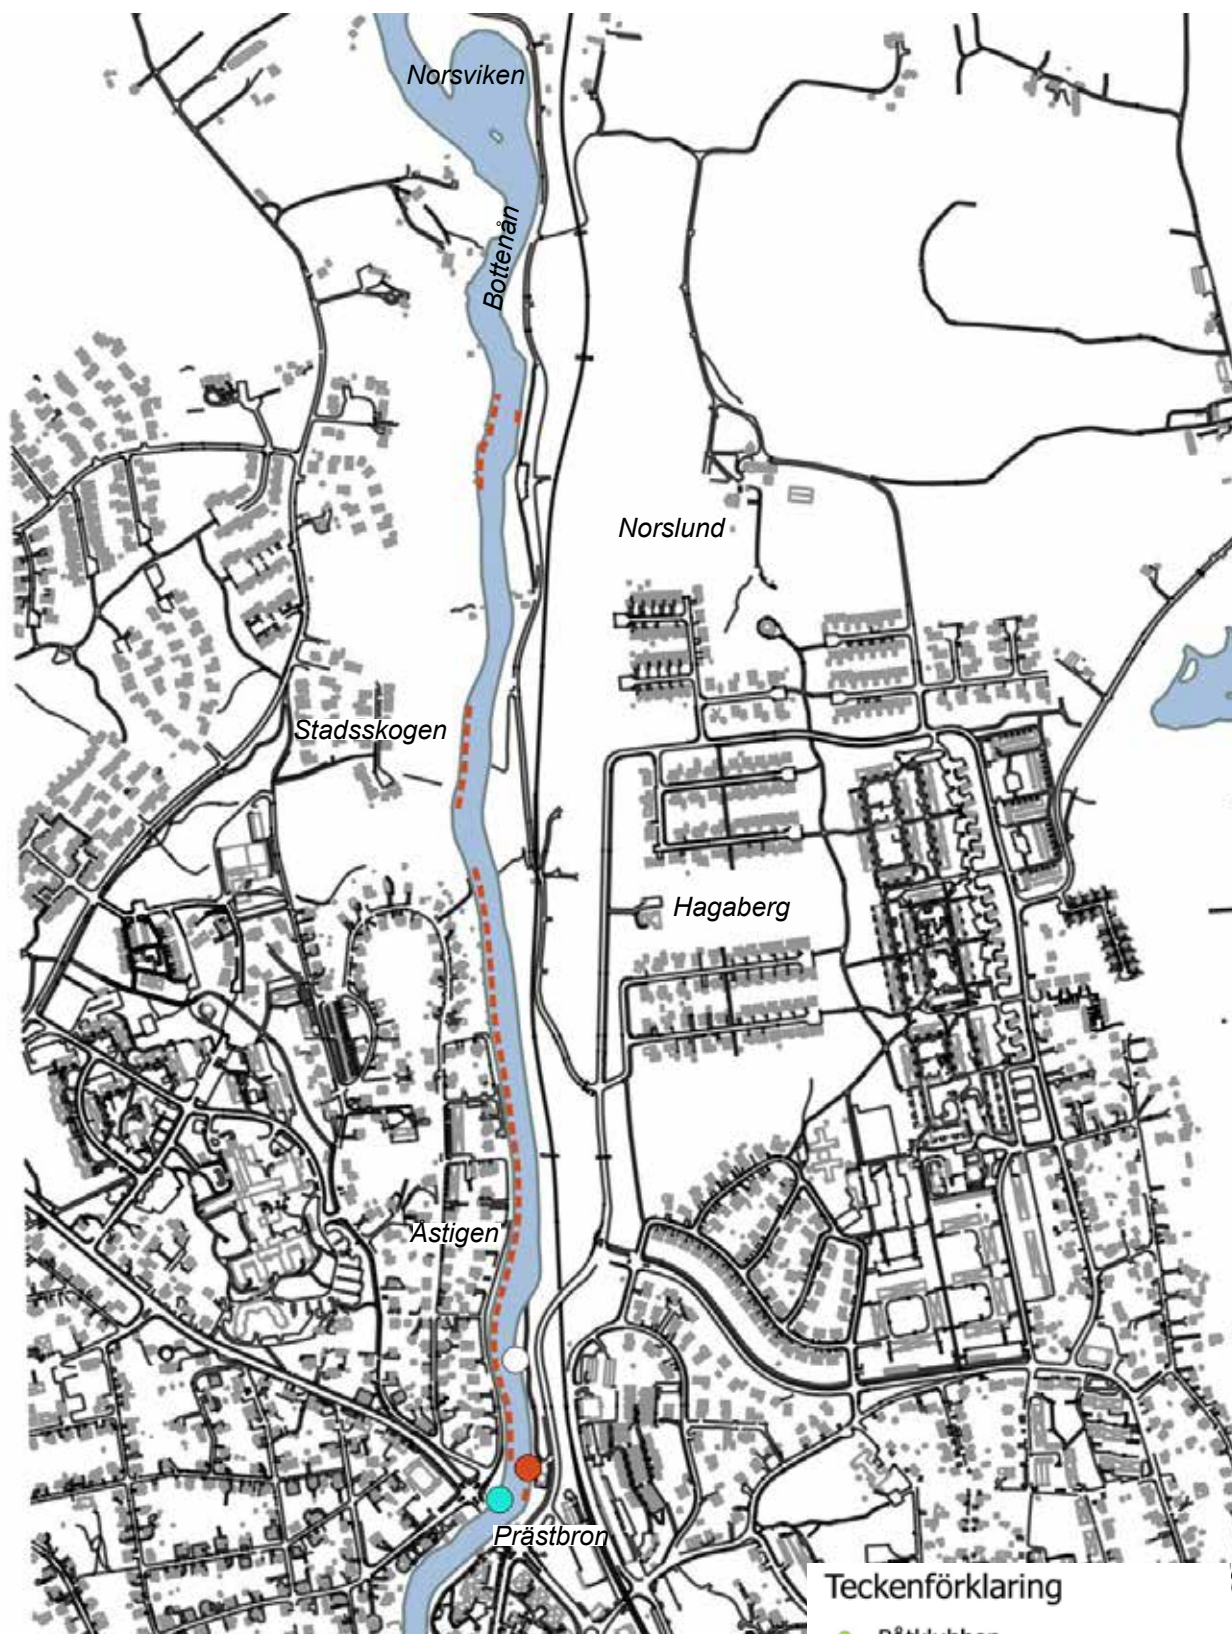 Norsviken
Bottenån
Norslund
Stadsskogen
Hagaberg
Åstigen
Prästbron
Teckenförklaring